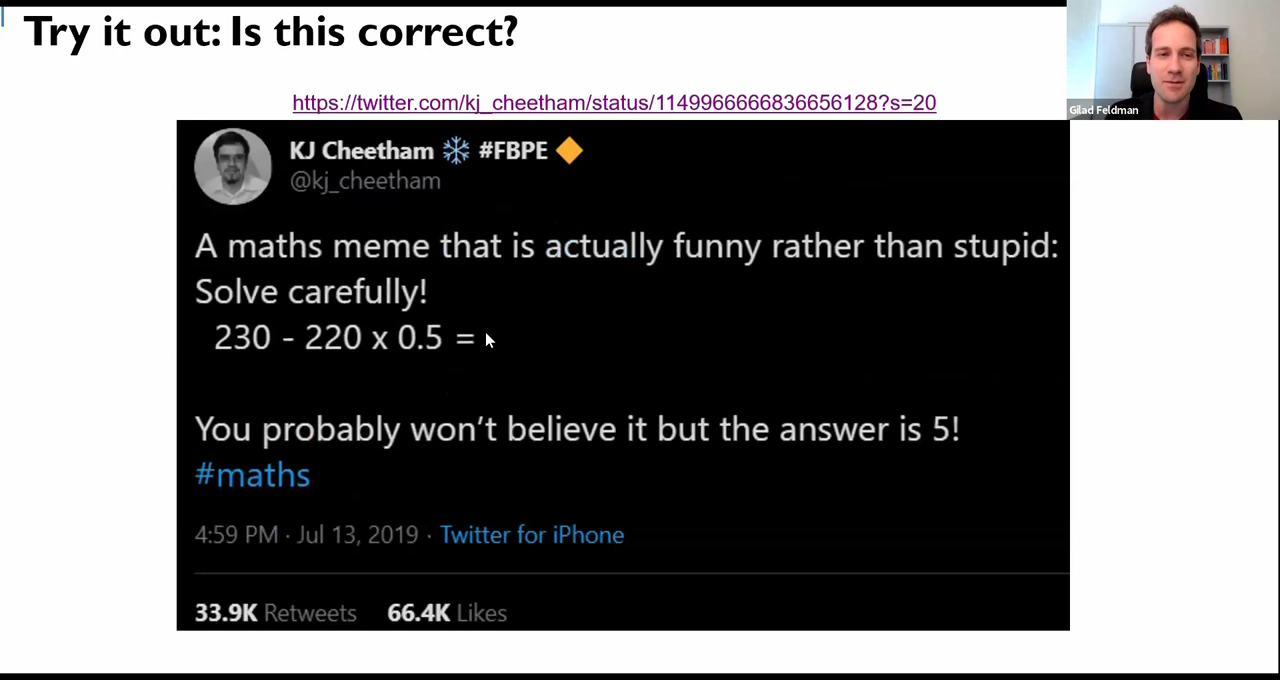 Try it out: Is this correct?
Gilad Feldman
https://twitter.com/kj_cheetham/status/1149966666836656128?s=20
KJ Cheetham ❄ #FBPE 🔶
@kj_cheetham
A maths meme that is actually funny rather than stupid:
Solve carefully!
230 - 220 x 0.5 =
You probably won’t believe it but the answer is 5!
#maths
4:59 PM · Jul 13, 2019 · Twitter for iPhone
33.9K Retweets 66.4K Likes